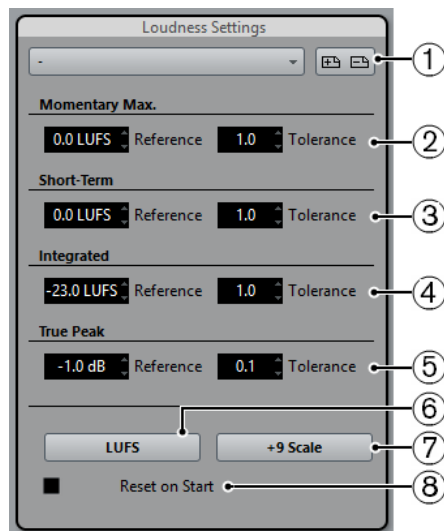 Loudness Settings
-
1
Momentary Max.
0.0 LUFS Reference 1.0 Tolerance
2
Short-Term
0.0 LUFS Reference 1.0 Tolerance
3
Integrated
-23.0 LUFS Reference 1.0 Tolerance
4
True Peak
-1.0 dB Reference 0.1 Tolerance
5
6
LUFS +9 Scale
7
Reset on Start
8